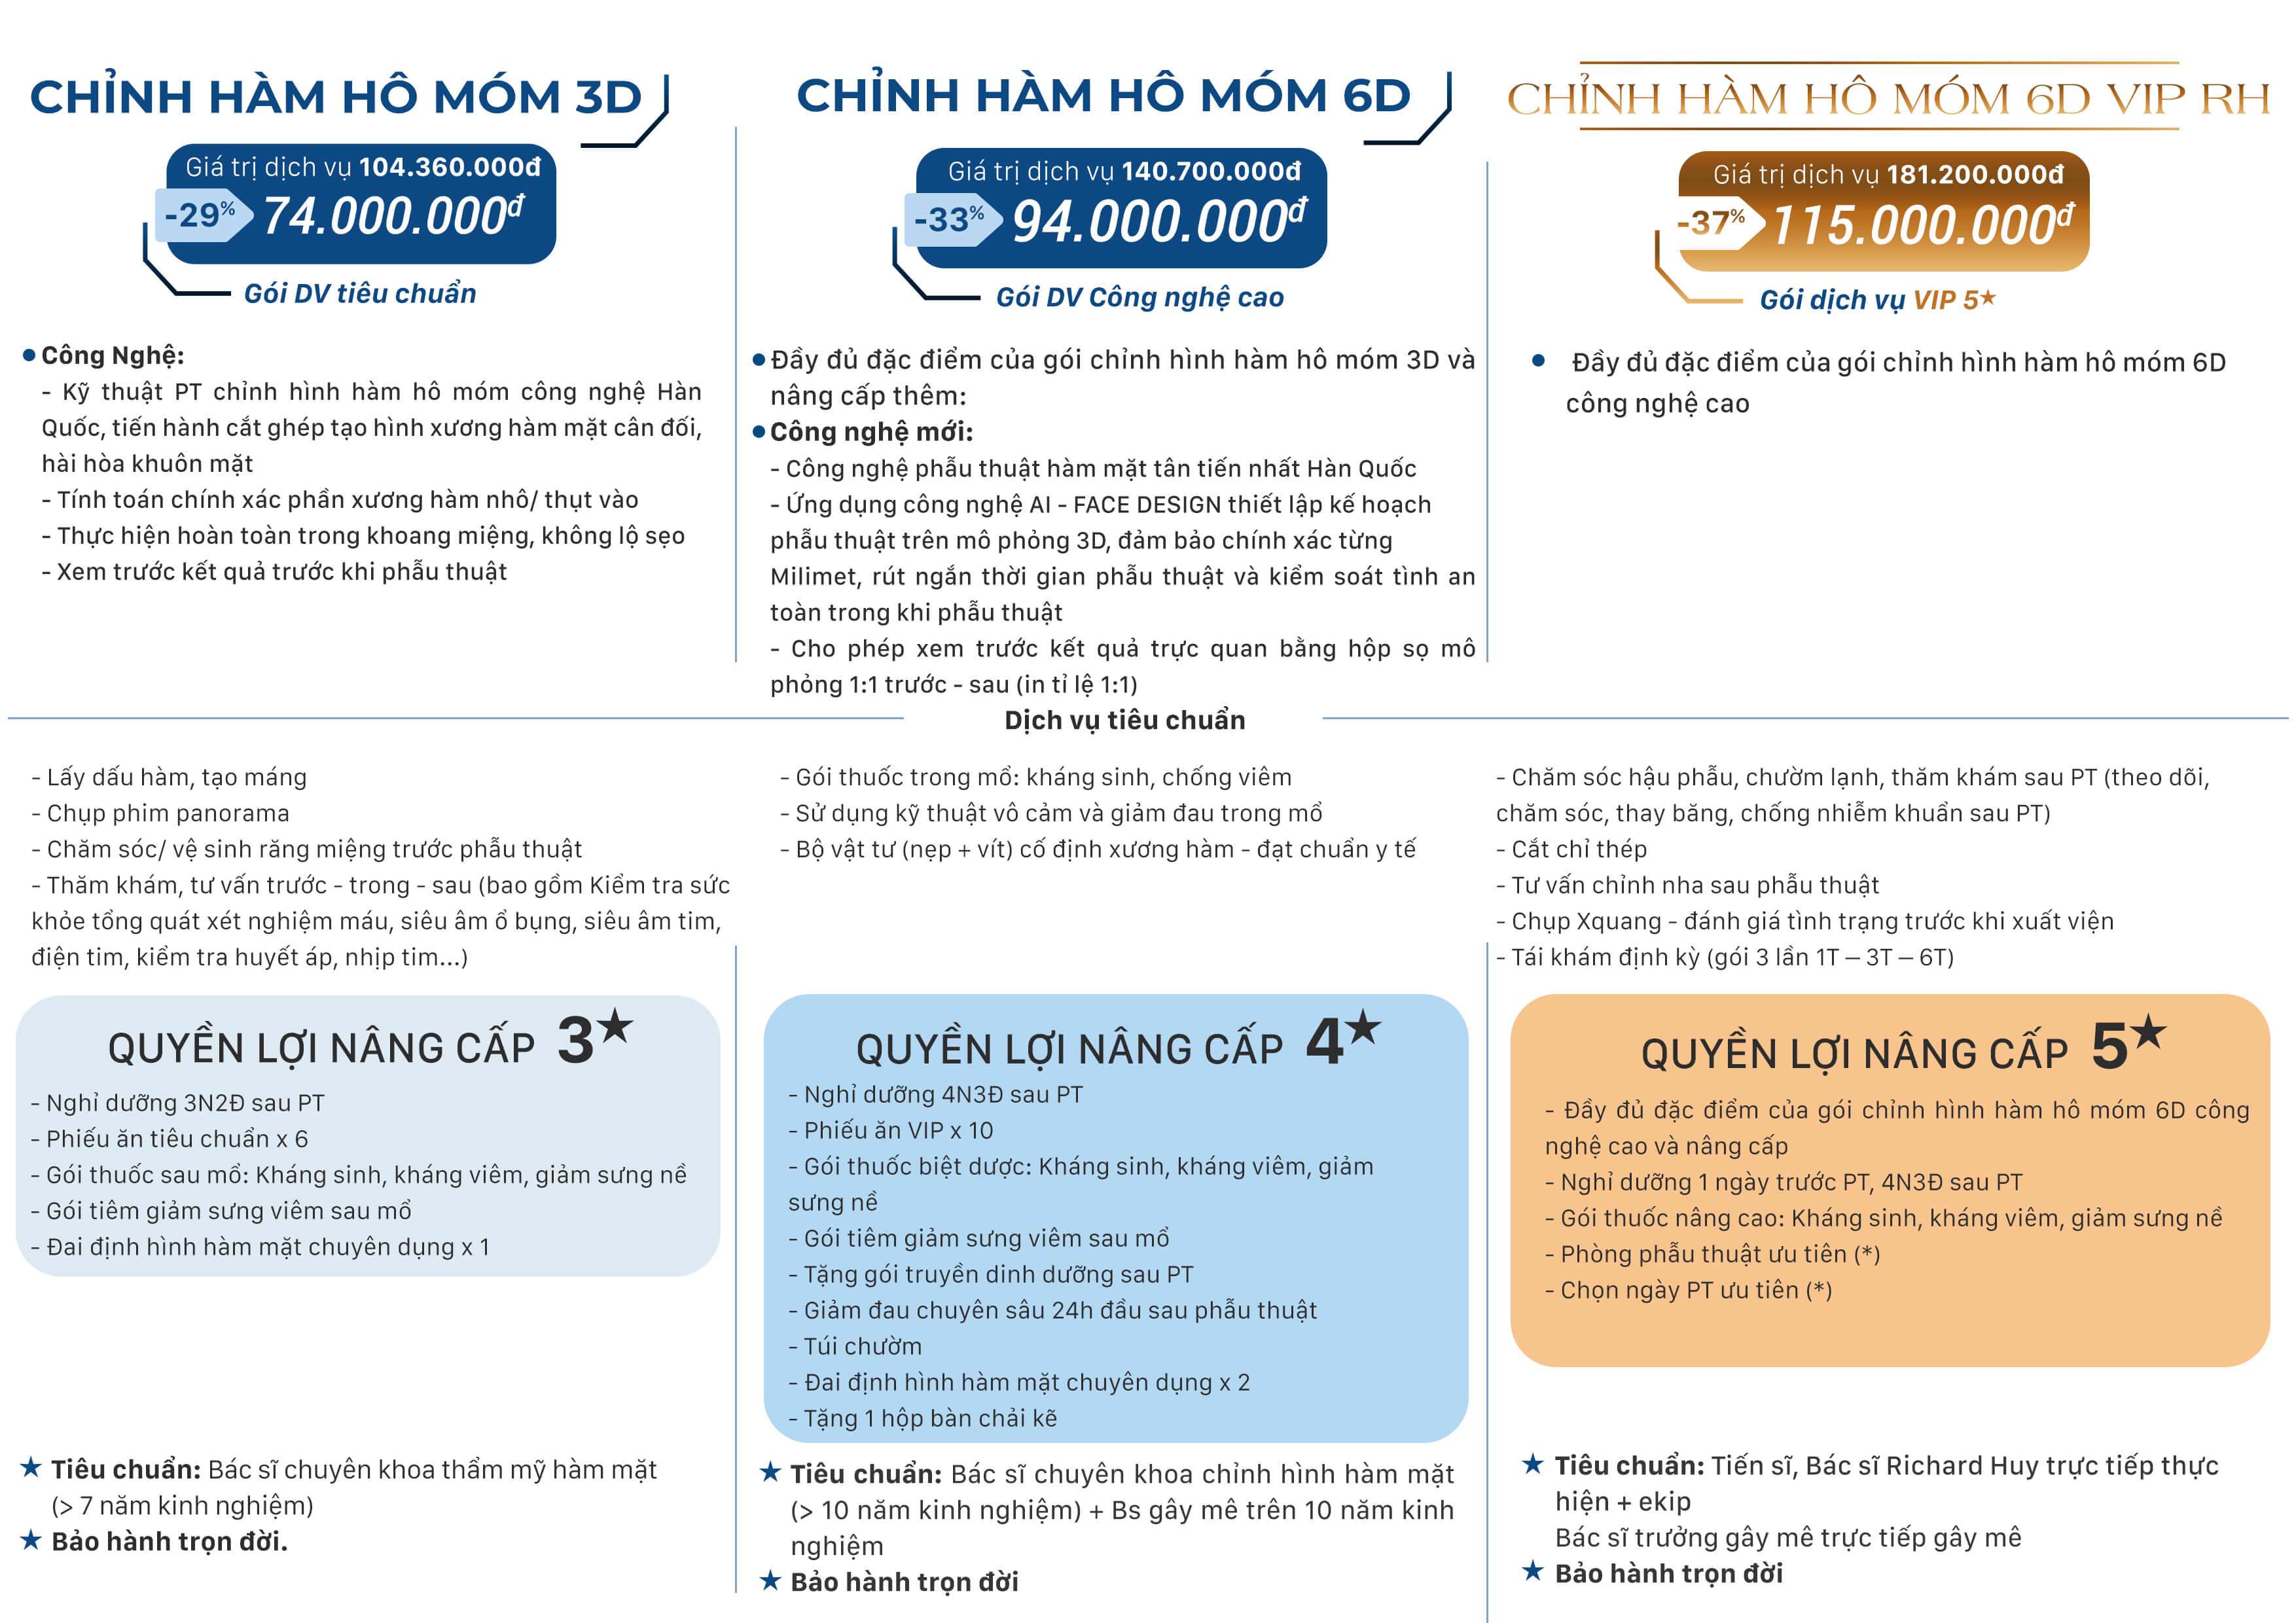 CHỈNH HÀM HÔ MÓM 3D
Giá trị dịch vụ 104.360.000đ
-29% 74.000.000đ
Gói DV tiêu chuẩn
• Công Nghệ:
- Kỹ thuật PT chỉnh hình hàm hô móm công nghệ Hàn
Quốc, tiến hành cắt ghép tạo hình xương hàm mặt cân đối,
hài hòa khuôn mặt
- Tính toán chính xác phần xương hàm nhô/ thụt vào
- Thực hiện hoàn toàn trong khoang miệng, không lộ sẹo
- Xem trước kết quả trước khi phẫu thuật
CHỈNH HÀM HÔ MÓM 6D
Giá trị dịch vụ 140.700.000đ
-33% 94.000.000đ
Gói DV Công nghệ cao
• Đầy đủ đặc điểm của gói chỉnh hình hàm hô móm 3D và
nâng cấp thêm:
• Công nghệ mới:
- Công nghệ phẫu thuật hàm mặt tân tiến nhất Hàn Quốc
- Ứng dụng công nghệ AI - FACE DESIGN thiết lập kế hoạch
phẫu thuật trên mô phỏng 3D, đảm bảo chính xác từng
Milimet, rút ngắn thời gian phẫu thuật và kiểm soát tình an
toàn trong khi phẫu thuật
- Cho phép xem trước kết quả trực quan bằng hộp sọ mô
phỏng 1:1 trước - sau (in tỉ lệ 1:1)
CHỈNH HÀM HÔ MÓM 6D VIP RH
Giá trị dịch vụ 181.200.000đ
-37% 115.000.000đ
Gói dịch vụ VIP 5★
• Đầy đủ đặc điểm của gói chỉnh hình hàm hô móm 6D
công nghệ cao
Dịch vụ tiêu chuẩn
- Lấy dấu hàm, tạo máng
- Chụp phim panorama
- Chăm sóc/ vệ sinh răng miệng trước phẫu thuật
- Thăm khám, tư vấn trước - trong - sau (bao gồm Kiểm tra sức
khỏe tổng quát xét nghiệm máu, siêu âm ổ bụng, siêu âm tim,
điện tim, kiểm tra huyết áp, nhịp tim...)
- Gói thuốc trong mổ: kháng sinh, chống viêm
- Sử dụng kỹ thuật vô cảm và giảm đau trong mổ
- Bộ vật tư (nẹp + vít) cố định xương hàm - đạt chuẩn y tế
- Chăm sóc hậu phẫu, chườm lạnh, thăm khám sau PT (theo dõi,
chăm sóc, thay băng, chống nhiễm khuẩn sau PT)
- Cắt chỉ thép
- Tư vấn chỉnh nha sau phẫu thuật
- Chụp Xquang - đánh giá tình trạng trước khi xuất viện
- Tái khám định kỳ (gói 3 lần 1T – 3T – 6T)
QUYỀN LỢI NÂNG CẤP 3★
- Nghỉ dưỡng 3N2Đ sau PT
- Phiếu ăn tiêu chuẩn x 6
- Gói thuốc sau mổ: Kháng sinh, kháng viêm, giảm sưng nề
- Gói tiêm giảm sưng viêm sau mổ
- Đai định hình hàm mặt chuyên dụng x 1
QUYỀN LỢI NÂNG CẤP 4★
- Nghỉ dưỡng 4N3Đ sau PT
- Phiếu ăn VIP x 10
- Gói thuốc biệt dược: Kháng sinh, kháng viêm, giảm
sưng nề
- Gói tiêm giảm sưng viêm sau mổ
- Tặng gói truyền dinh dưỡng sau PT
- Giảm đau chuyên sâu 24h đầu sau phẫu thuật
- Túi chườm
- Đai định hình hàm mặt chuyên dụng x 2
- Tặng 1 hộp bàn chải kẽ
QUYỀN LỢI NÂNG CẤP 5★
- Đầy đủ đặc điểm của gói chỉnh hình hàm hô móm 6D công
nghệ cao và nâng cấp
- Nghỉ dưỡng 1 ngày trước PT, 4N3Đ sau PT
- Gói thuốc nâng cao: Kháng sinh, kháng viêm, giảm sưng nề
- Phòng phẫu thuật ưu tiên (*)
- Chọn ngày PT ưu tiên (*)
★ Tiêu chuẩn: Bác sĩ chuyên khoa thẩm mỹ hàm mặt
(> 7 năm kinh nghiệm)
★ Bảo hành trọn đời.
★ Tiêu chuẩn: Bác sĩ chuyên khoa chỉnh hình hàm mặt
(> 10 năm kinh nghiệm) + Bs gây mê trên 10 năm kinh
nghiệm
★ Bảo hành trọn đời
★ Tiêu chuẩn: Tiến sĩ, Bác sĩ Richard Huy trực tiếp thực
hiện + ekip
Bác sĩ trưởng gây mê trực tiếp gây mê
★ Bảo hành trọn đời